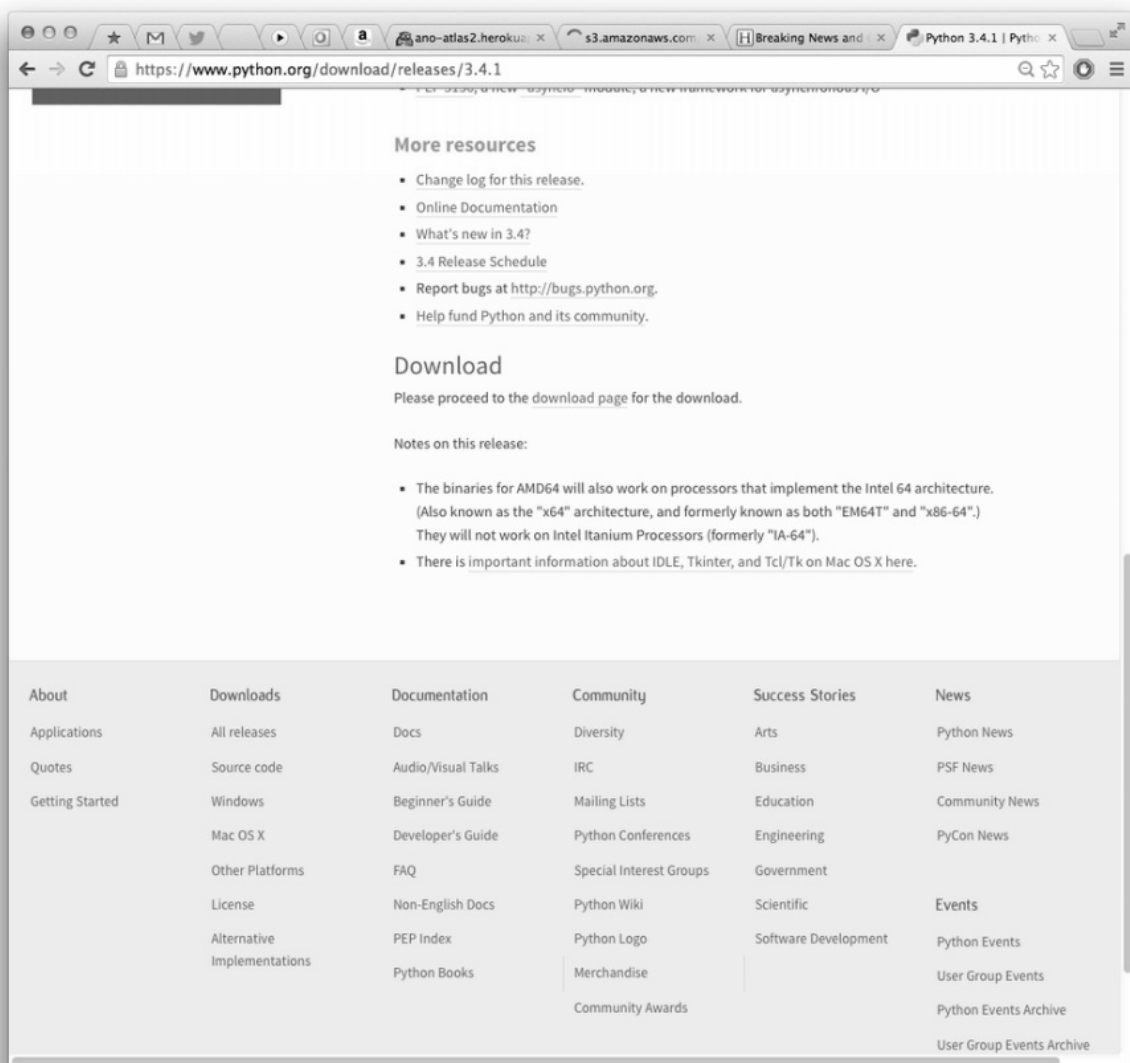 ano-atlas2.herokua
s3.amazonaws.com
Breaking News and
Python 3.4.1 | Pytho
https://www.python.org/download/releases/3.4.1
PEP 3156, a new "asyncio" module, a new framework for asynchronous I/O
More resources
Change log for this release.
Online Documentation
What's new in 3.4?
3.4 Release Schedule
Report bugs at http://bugs.python.org.
Help fund Python and its community.
Download
Please proceed to the download page for the download.
Notes on this release:
The binaries for AMD64 will also work on processors that implement the Intel 64 architecture.
(Also known as the "x64" architecture, and formerly known as both "EM64T" and "x86-64".)
They will not work on Intel Itanium Processors (formerly "IA-64").
There is important information about IDLE, Tkinter, and Tcl/Tk on Mac OS X here.
About
Applications
Quotes
Getting Started
Downloads
All releases
Source code
Windows
Mac OS X
Other Platforms
License
Alternative
Implementations
Documentation
Docs
Audio/Visual Talks
Beginner's Guide
Developer's Guide
FAQ
Non-English Docs
PEP Index
Python Books
Community
Diversity
IRC
Mailing Lists
Python Conferences
Special Interest Groups
Python Wiki
Python Logo
Merchandise
Community Awards
Success Stories
Arts
Business
Education
Engineering
Government
Scientific
Software Development
News
Python News
PSF News
Community News
PyCon News
Events
Python Events
User Group Events
Python Events Archive
User Group Events Archive